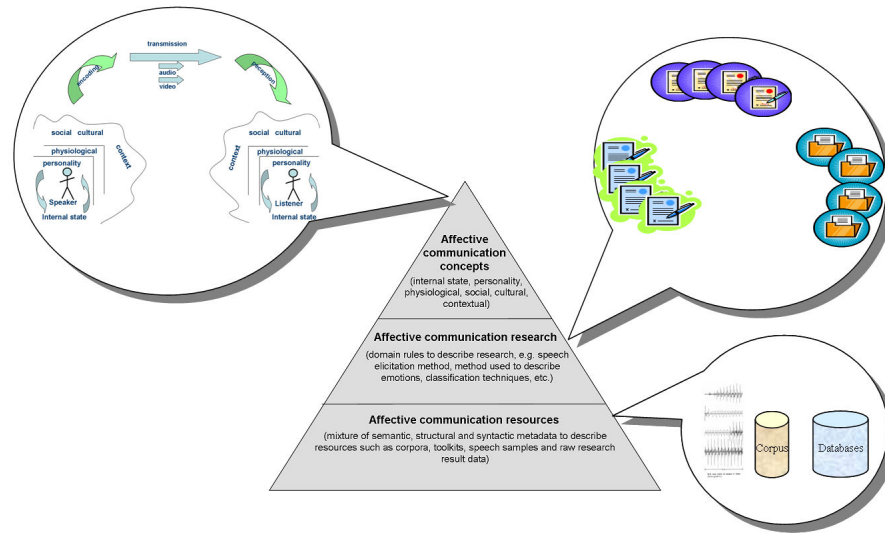 transmission
encoding
audio
video
perception
social cultural
context
physiological
personality
Speaker
Internal state
social cultural
context
physiological
personality
Listener
Internal state
Affective
communication
concepts
(internal state, personality,
physiological, social, cultural,
contextual)
Affective communication research
(domain rules to describe research, e.g. speech
elicitation method, method used to describe
emotions, classification techniques, etc.)
Affective communication resources
(mixture of semantic, structural and syntactic metadata to describe
resources such as corpora, toolkits, speech samples and raw research
result data)
Corpus
Databases